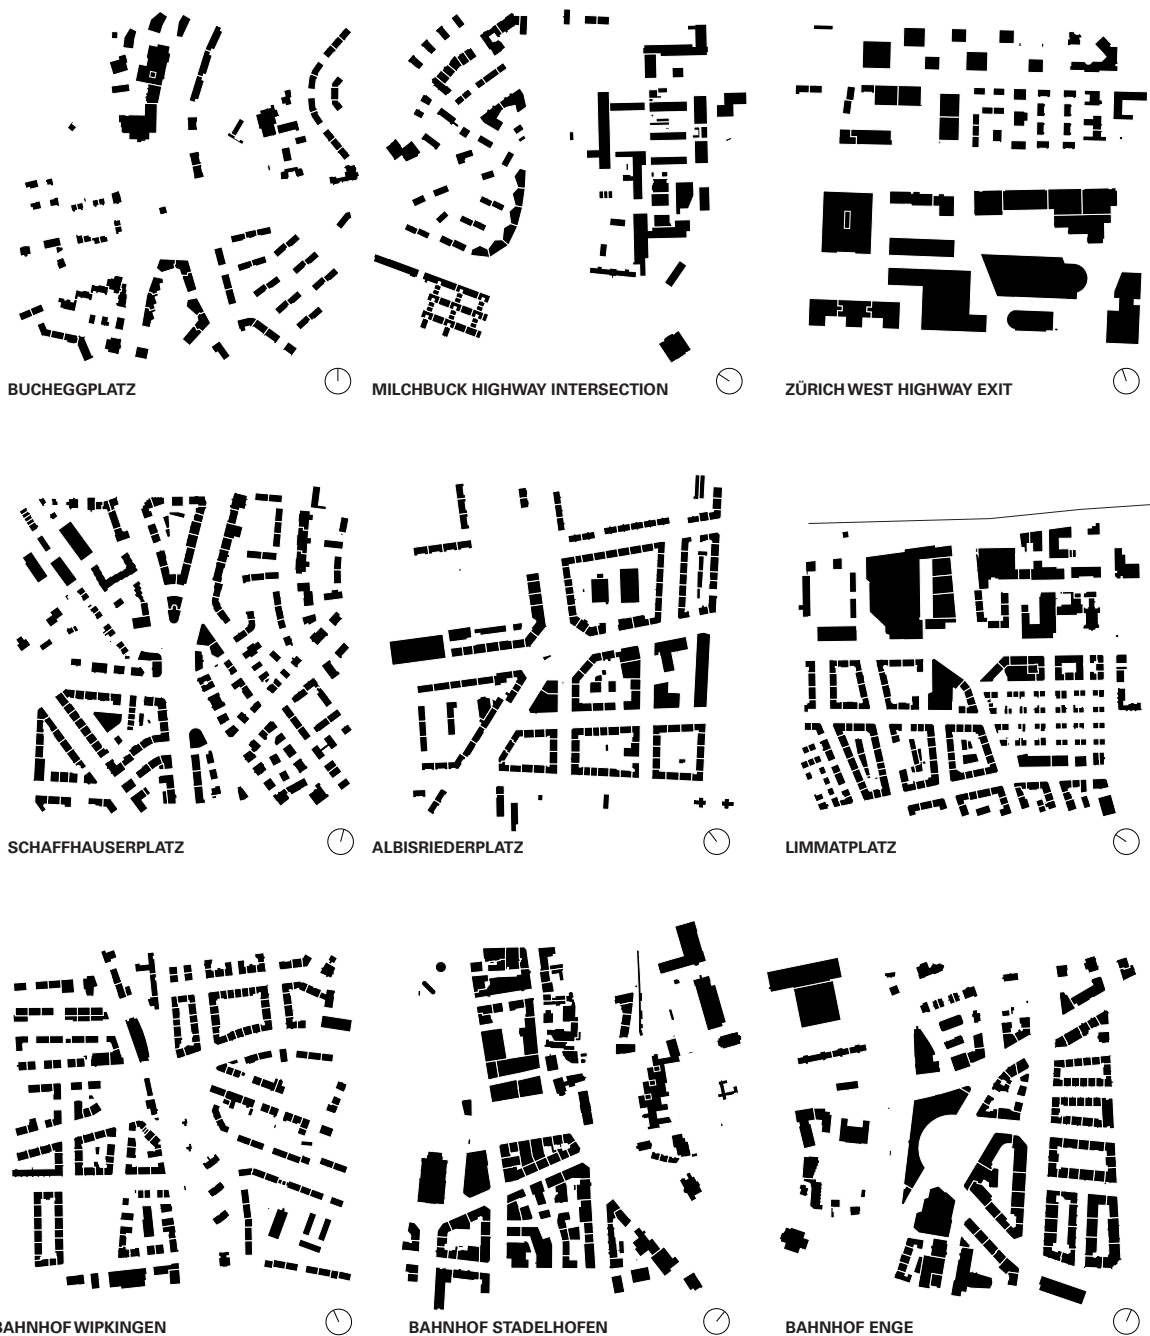 BUCHEGGPLATZ
MILCHBUCK HIGHWAY INTERSECTION
ZÜRICH WEST HIGHWAY EXIT
SCHAFFHAUSERPLATZ
ALBISRIEDERPLATZ
LIMMATPLATZ
BAHNHOF WIPKINGEN
BAHNHOF STADELHOFEN
BAHNHOF ENGE